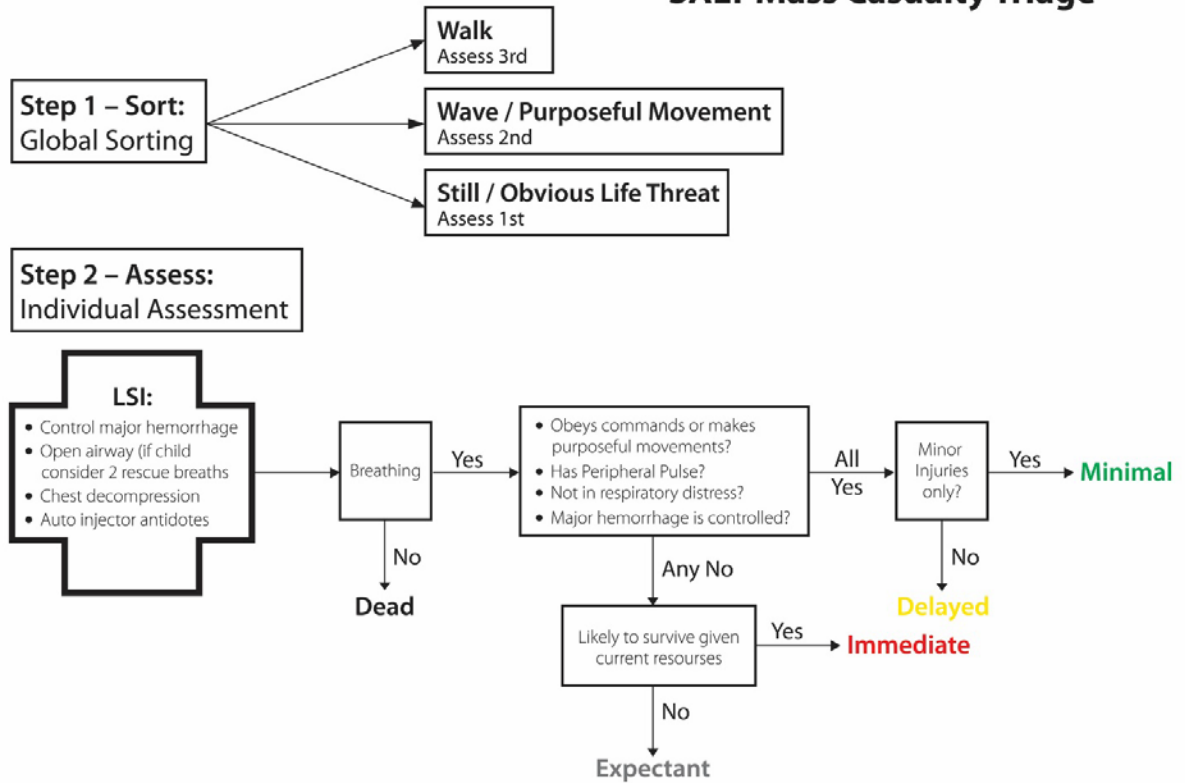 SALT Mass Casualty Triage
Walk
Assess 3rd
Step 1 – Sort:
Global Sorting
Wave / Purposeful Movement
Assess 2nd
Still / Obvious Life Threat
Assess 1st
Step 2 – Assess:
Individual Assessment
LSI:
• Control major hemorrhage
• Open airway (if child
consider 2 rescue breaths
• Chest decompression
• Auto injector antidotes
Breathing
Yes
No
Dead
• Obeys commands or makes
purposeful movements?
• Has Peripheral Pulse?
• Not in respiratory distress?
• Major hemorrhage is controlled?
All
Yes
Minor
Injuries
only?
Yes
Minimal
No
Delayed
Any No
Likely to survive given
current resourses
Yes
Immediate
No
Expectant